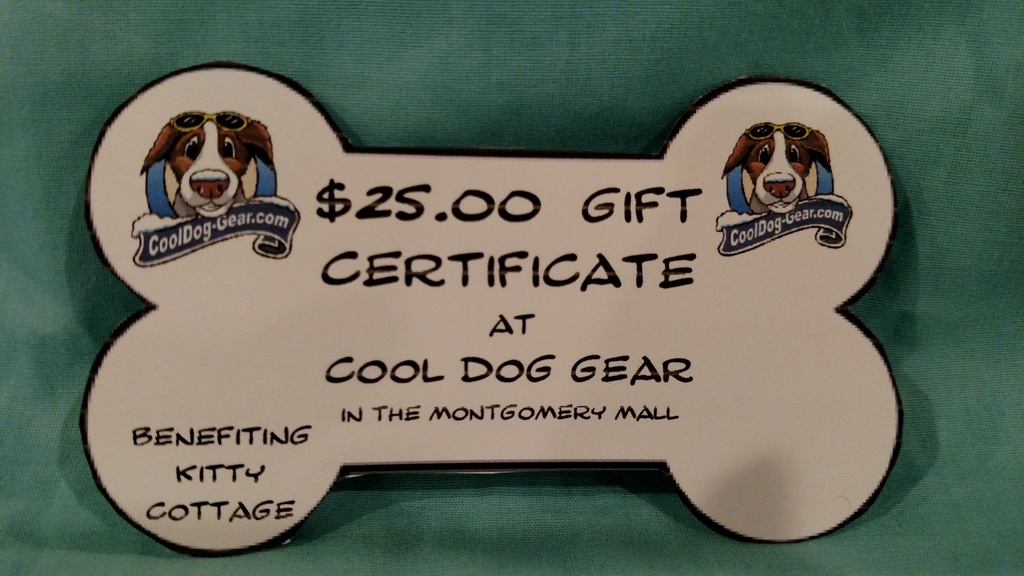 CoolDog-Gear.com
CoolDog-Gear.com
$25.00 GIFT
CERTIFICATE
AT
COOL DOG GEAR
IN THE MONTGOMERY MALL
BENEFITING
KITTY
COTTAGE